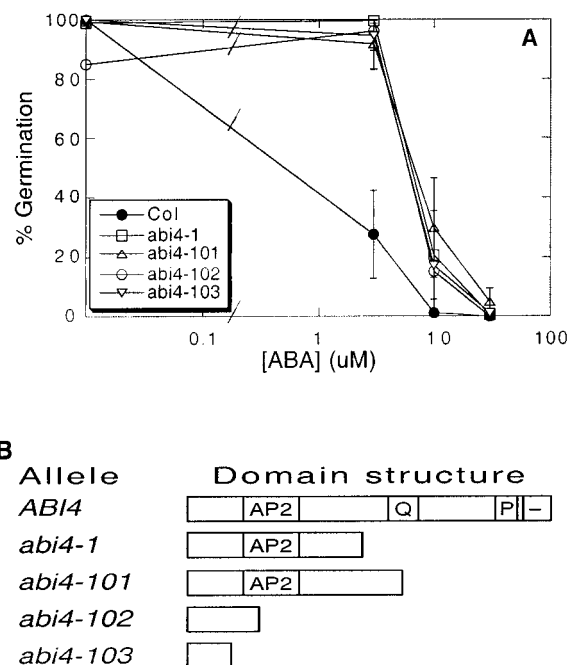 A
100
80
60
40
20
0
% Germination
Col
abi4-1
abi4-101
abi4-102
abi4-103
0.1 1 10 100
[ABA] (uM)
B
Allele Domain structure
ABI4 AP2 Q P –
abi4-1 AP2
abi4-101 AP2
abi4-102
abi4-103